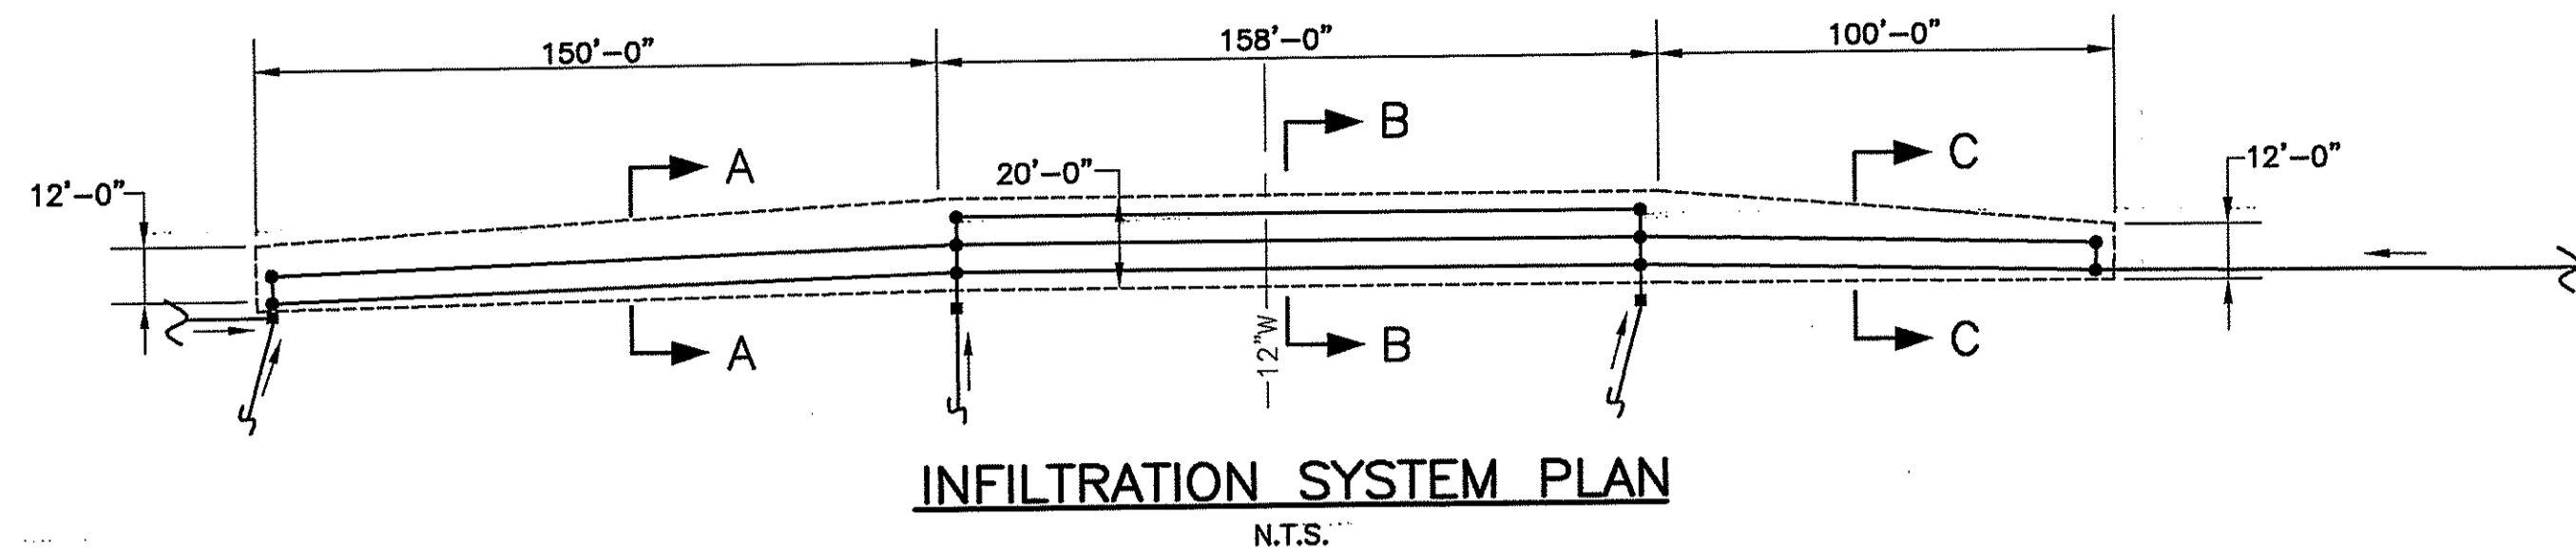 150'-0"
158'-0"
100'-0"
B
A
C
20'-0"
12'-0"
12'-0"
12"W
A
B
C
INFILTRATION SYSTEM PLAN
N.T.S.